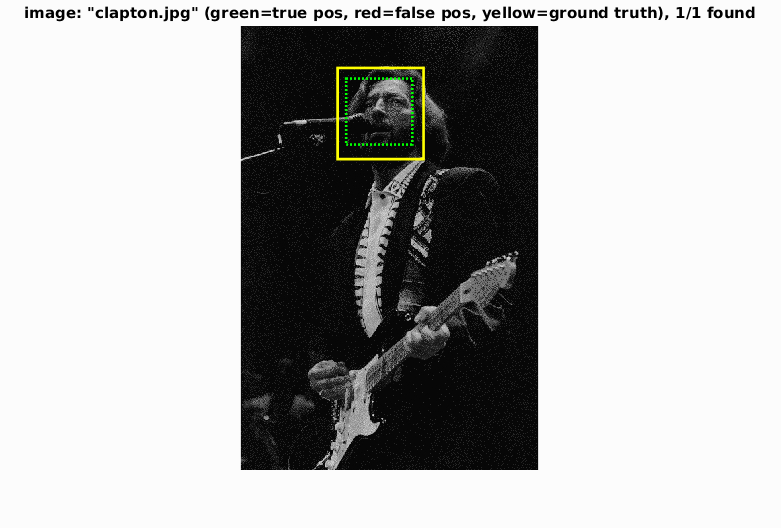 image: "clapton.jpg" (green=true pos, red=false pos, yellow=ground truth), 1/1 found